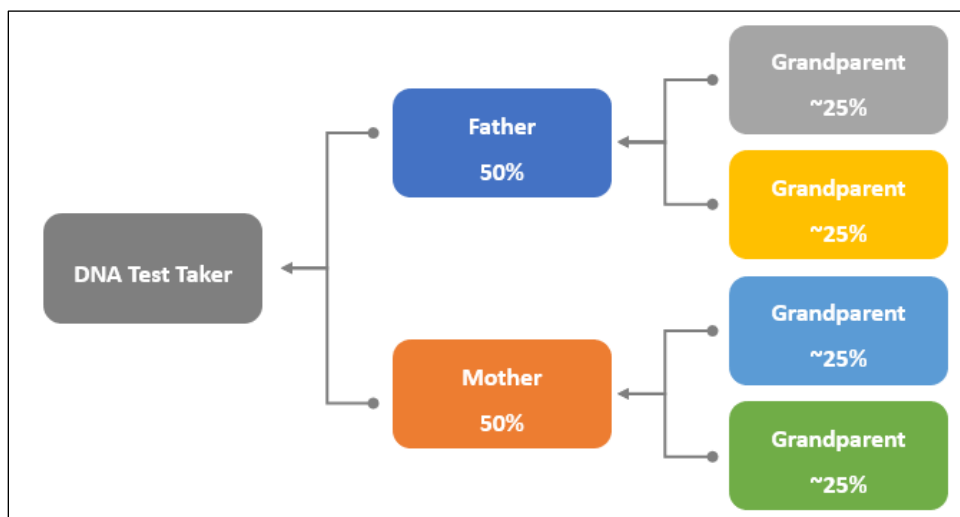 DNA Test Taker
Father
50%
Mother
50%
Grandparent
~25%
Grandparent
~25%
Grandparent
~25%
Grandparent
~25%